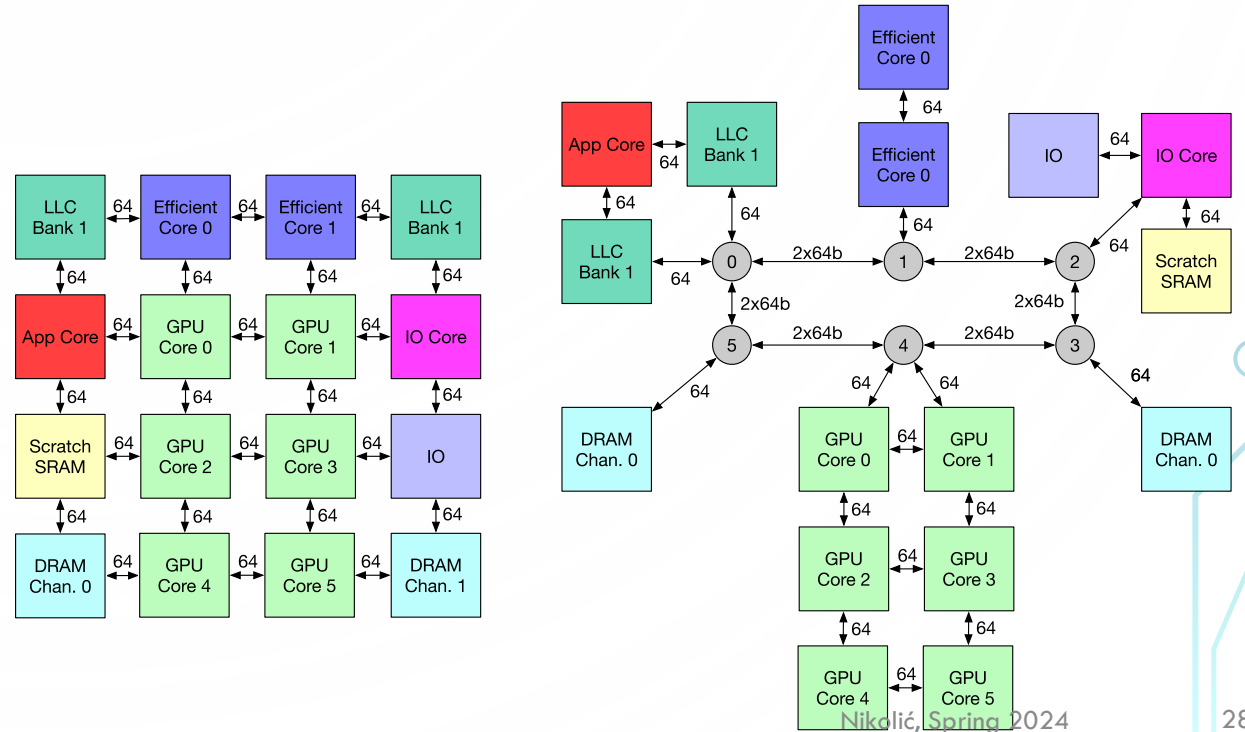 LLC
Bank 1
64
Efficient
Core 0
64
Efficient
Core 1
64
LLC
Bank 1
64
64
64
64
App Core
64
GPU
Core 0
64
GPU
Core 1
64
IO Core
64
64
64
64
Scratch
SRAM
64
GPU
Core 2
64
GPU
Core 3
64
IO
64
64
64
64
DRAM
Chan. 0
64
GPU
Core 4
64
GPU
Core 5
64
DRAM
Chan. 1
Efficient
Core 0
64
Efficient
Core 0
64
App Core
64
LLC
Bank 1
64
64
LLC
Bank 1
64
0
2x64b
1
2x64b
2
64
IO
64
IO Core
64
Scratch
SRAM
2x64b
2x64b
5
2x64b
4
2x64b
3
64
64
64
64
DRAM
Chan. 0
GPU
Core 0
64
GPU
Core 1
DRAM
Chan. 0
64
64
GPU
Core 2
64
GPU
Core 3
64
64
GPU
Core 4
64
GPU
Core 5
Nikolić, Spring 2024
28